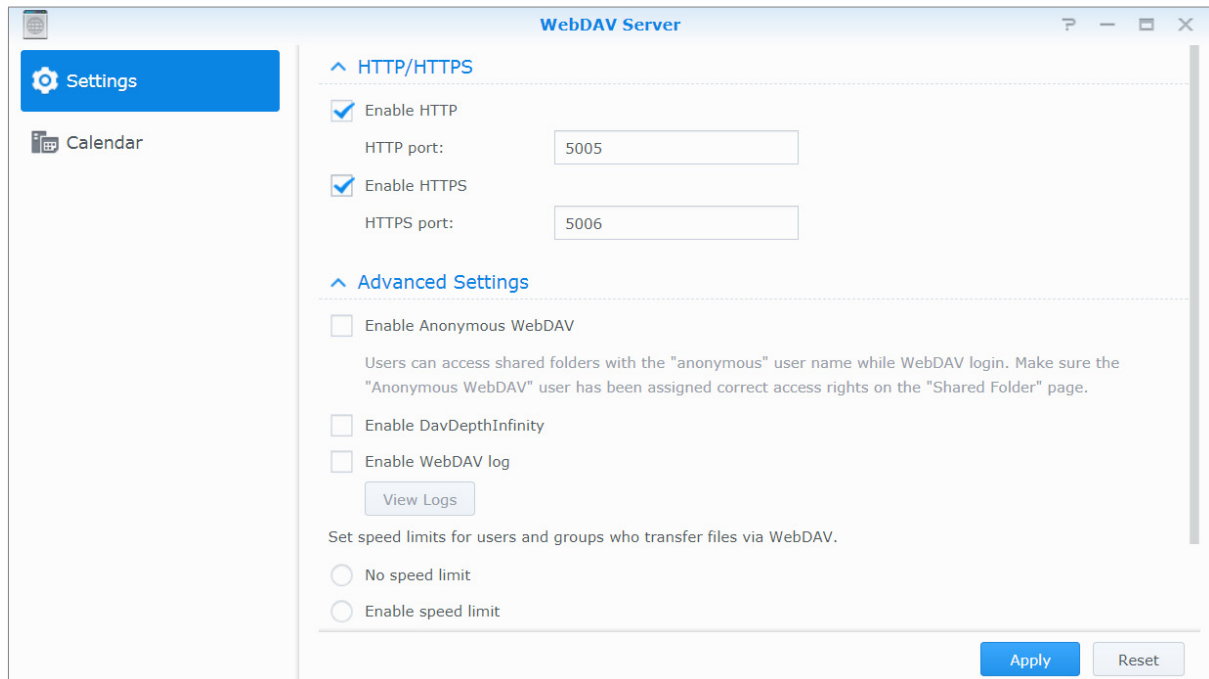 WebDAV Server
Settings
Calendar
HTTP/HTTPS
Enable HTTP
HTTP port: 5005
Enable HTTPS
HTTPS port: 5006
Advanced Settings
Enable Anonymous WebDAV
Users can access shared folders with the "anonymous" user name while WebDAV login. Make sure the
"Anonymous WebDAV" user has been assigned correct access rights on the "Shared Folder" page.
Enable DavDepthInfinity
Enable WebDAV log
View Logs
Set speed limits for users and groups who transfer files via WebDAV.
No speed limit
Enable speed limit
Apply Reset